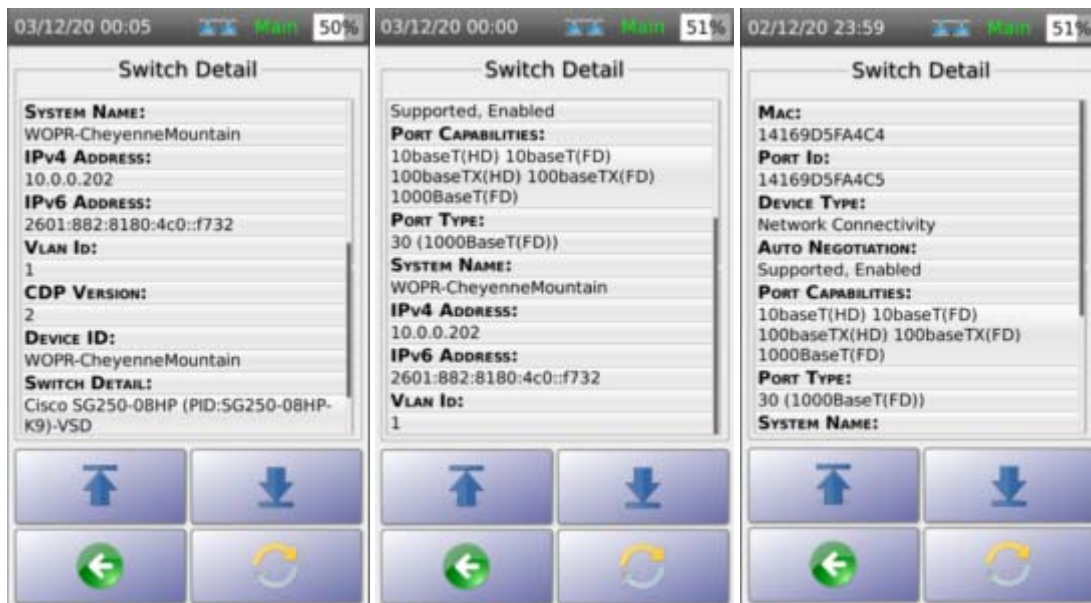 03/12/20 00:05 Main 50%
Switch Detail
SYSTEM NAME:
WOPR-CheyenneMountain
IPV4 ADDRESS:
10.0.0.202
IPV6 ADDRESS:
2601:882:8180:4c0::f732
VLAN ID:
1
CDP VERSION:
2
DEVICE ID:
WOPR-CheyenneMountain
SWITCH DETAIL:
Cisco SG250-08HP (PID:SG250-08HP-
K9)-VSD
03/12/20 00:00 Main 51%
Switch Detail
Supported, Enabled
PORT CAPABILITIES:
10baseT(HD) 10baseT(FD)
100baseTX(HD) 100baseTX(FD)
1000BaseT(FD)
PORT TYPE:
30 (1000BaseT(FD))
SYSTEM NAME:
WOPR-CheyenneMountain
IPV4 ADDRESS:
10.0.0.202
IPV6 ADDRESS:
2601:882:8180:4c0::f732
VLAN ID:
1
02/12/20 23:59 Main 51%
Switch Detail
MAC:
14169D5FA4C4
PORT ID:
14169D5FA4C5
DEVICE TYPE:
Network Connectivity
AUTO NEGOTIATION:
Supported, Enabled
PORT CAPABILITIES:
10baseT(HD) 10baseT(FD)
100baseTX(HD) 100baseTX(FD)
1000BaseT(FD)
PORT TYPE:
30 (1000BaseT(FD))
SYSTEM NAME: